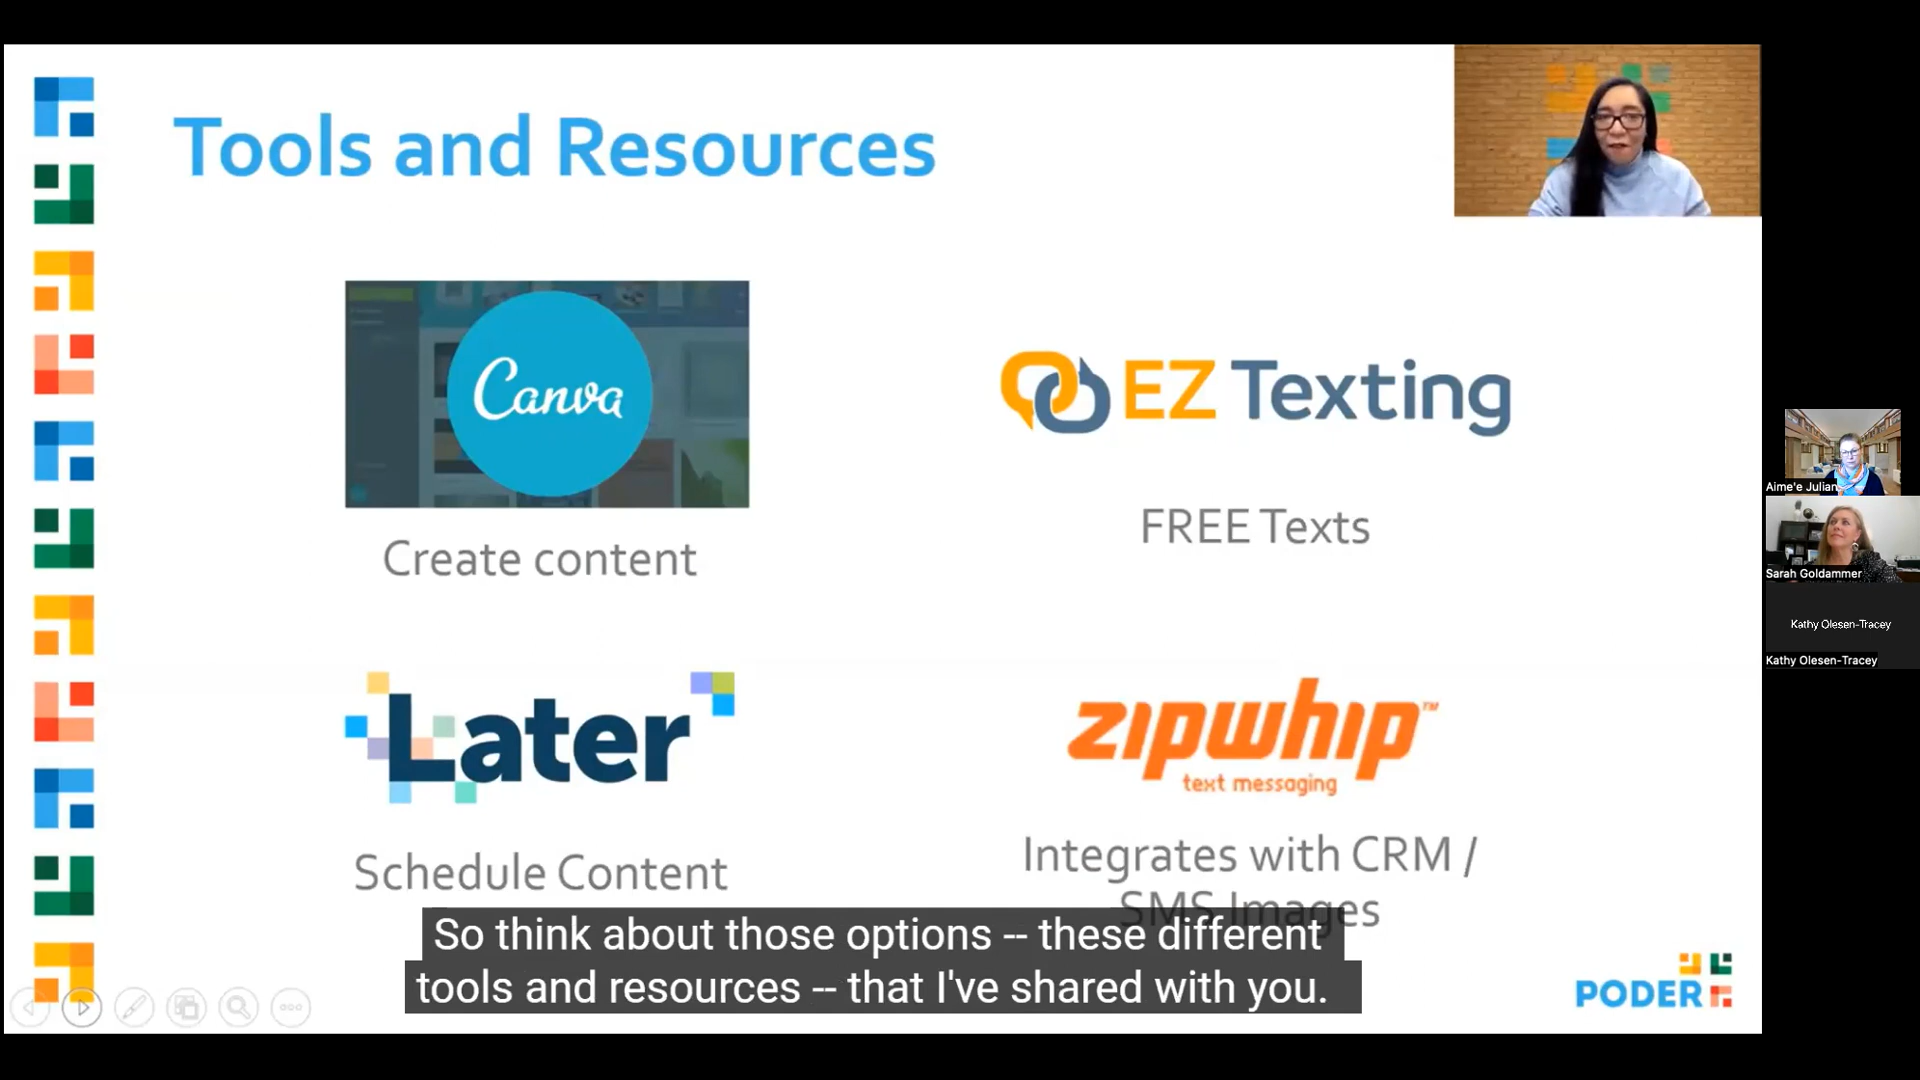 Tools and Resources
Canva
Create content
EZ Texting
FREE Texts
Later
Schedule Content
zipwhip™
text messaging
Integrates with CRM /
SMS Images
So think about those options -- these different
tools and resources -- that I've shared with you.
PODER
Aime'e Julian
Sarah Goldammer
Kathy Olesen-Tracey
Kathy Olesen-Tracey